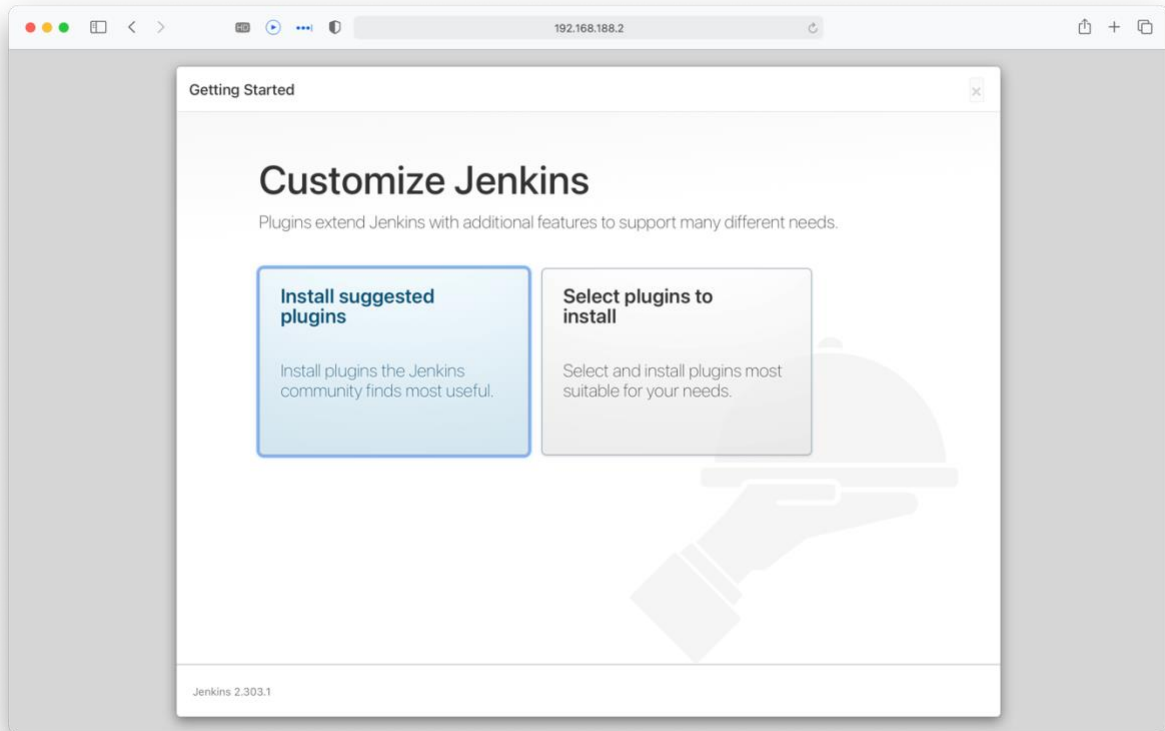 HD
192.168.188.2
Getting Started
Customize Jenkins
Plugins extend Jenkins with additional features to support many different needs.
Install suggested
plugins
Install plugins the Jenkins
community finds most useful.
Select plugins to
install
Select and install plugins most
suitable for your needs.
Jenkins 2.303.1